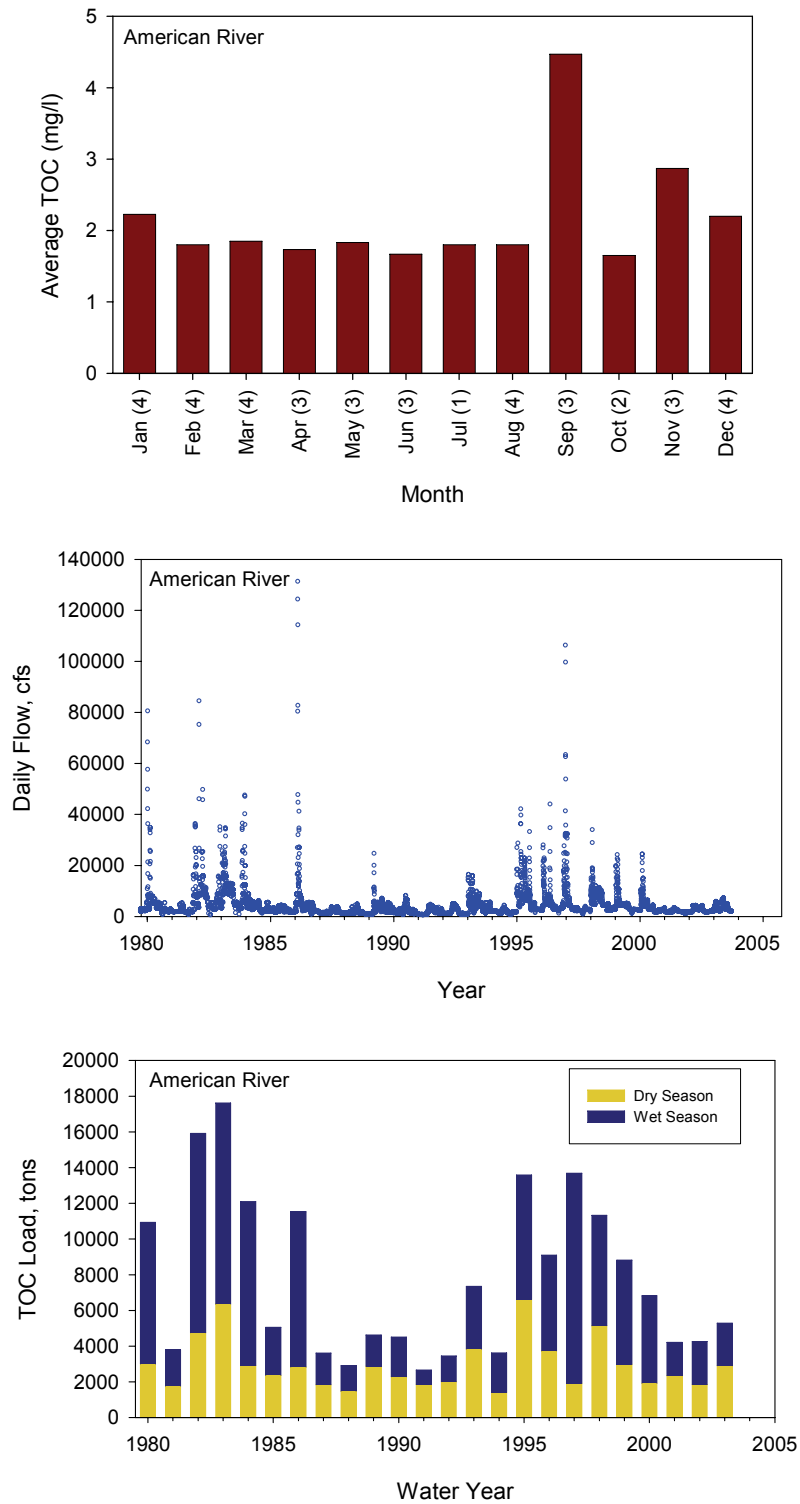 American River
Average TOC (mg/l)
5
4
3
2
1
0
Jan (4)
Feb (4)
Mar (4)
Apr (3)
May (3)
Jun (3)
Jul (1)
Aug (4)
Sep (3)
Oct (2)
Nov (3)
Dec (4)
Month
American River
Daily Flow, cfs
140000
120000
100000
80000
60000
40000
20000
0
1980 1985 1990 1995 2000 2005
Year
American River
TOC Load, tons
20000
18000
16000
14000
12000
10000
8000
6000
4000
2000
0
Dry Season
Wet Season
1980 1985 1990 1995 2000 2005
Water Year